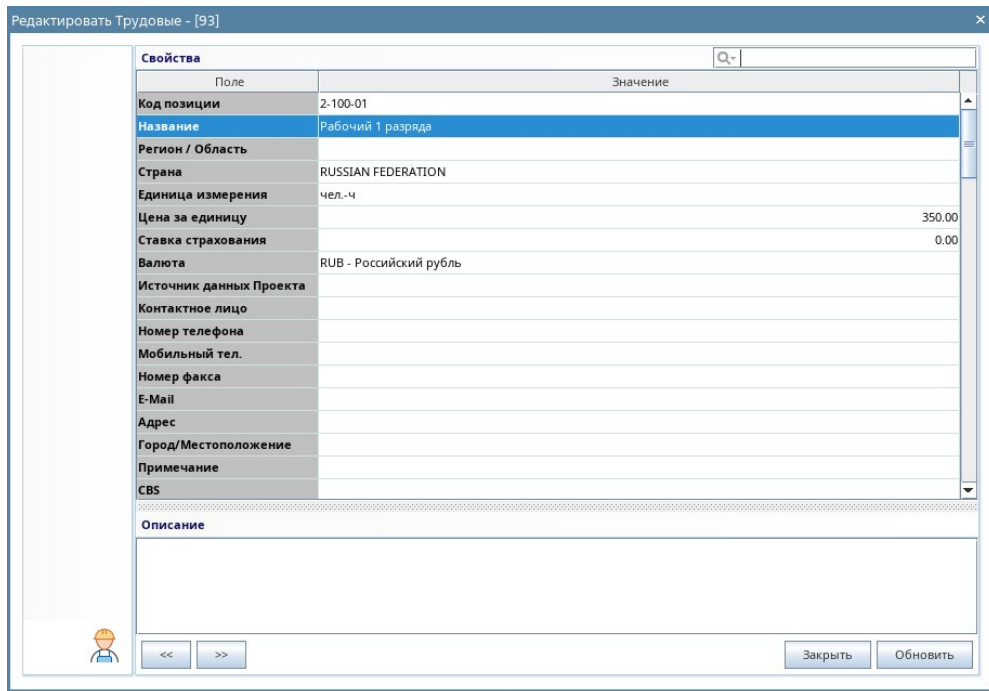 Редактировать Трудовые - [93]
Свойства
Поле Значение
Код позиции 2-100-01
Название Рабочий 1 разряда
Регион / Область
Страна RUSSIAN FEDERATION
Единица измерения чел.-ч
Цена за единицу 350.00
Ставка страхования 0.00
Валюта RUB - Российский рубль
Источник данных Проекта
Контактное лицо
Номер телефона
Мобильный тел.
Номер факса
E-Mail
Адрес
Город/Местоположение
Примечание
CBS
Описание
<< >> Закрыть Обновить